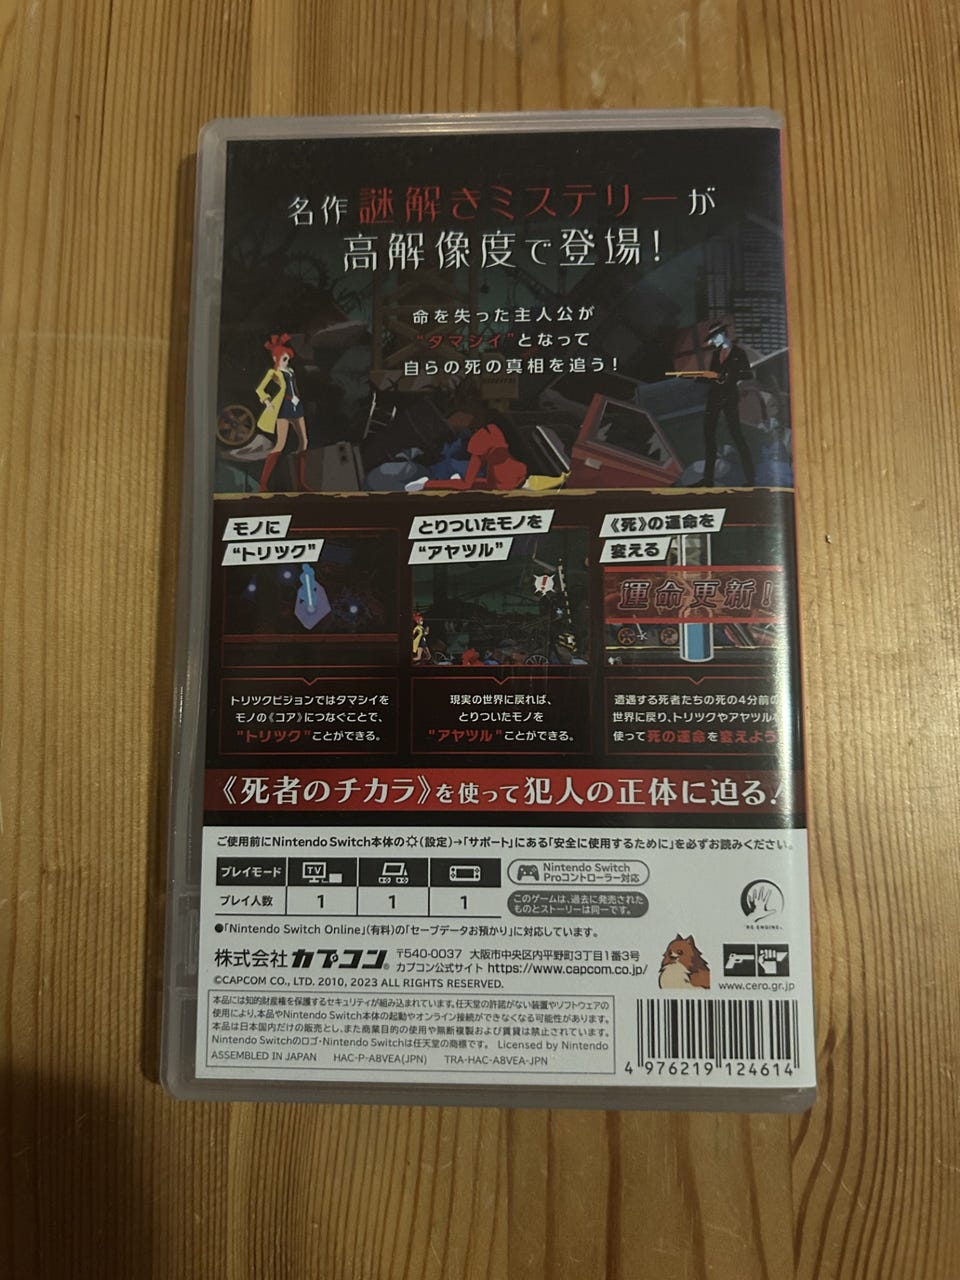 名作謎解きミステリーが
高解像度で登場!
命を失った主人公が
"タマシイ"となって
自らの死の真相を追う!
モノに
"トリツク"
トリツクビジョンではタマシイを
モノの《コア》につなぐことで、
"トリツク"ことができる。
とりついたモノを
"アヤツル"
現実の世界に戻れば、
とりついたモノを
"アヤツル"ことができる。
《死》の運命を
変える
運命更新!
遭遇する死者たちの死の4分前の
世界に戻り、トリツクやアヤツルを
使って死の運命を変えよう
《死者のチカラ》を使って犯人の正体に迫る!
ご使用前にNintendo Switch本体の(設定)→「サポート」にある「安全に使用するために」を必ずお読みください。
プレイモード TV
プレイ人数 1 1 1
Nintendo Switch
Proコントローラー対応
このゲームは、過去に発売された
ものとストーリーは同一です。
RE ENGINE
●「Nintendo Switch Online」(有料)の「セーブデータお預かり」に対応しています。
株式会社カプコン®
〒540-0037 大阪市中央区内平野町3丁目1番3号
カプコン公式サイト https://www.capcom.co.jp/
©CAPCOM CO., LTD. 2010, 2023 ALL RIGHTS RESERVED.
www.cero.gr.jp
本品には知的財産権を保護するセキュリティが組み込まれています。任天堂の許諾がない装置やソフトウェアの
使用により、本品やNintendo Switch本体の起動やオンライン接続ができなくなる可能性があります。
本品は日本国内だけの販売とし、また商業目的の使用や無断複製および賃貸は禁止されています。
Nintendo Switchのロゴ・Nintendo Switchは任天堂の商標です。 Licensed by Nintendo
ASSEMBLED IN JAPAN HAC-P-A8VEA(JPN) TRA-HAC-A8VEA-JPN
4 976219 124614